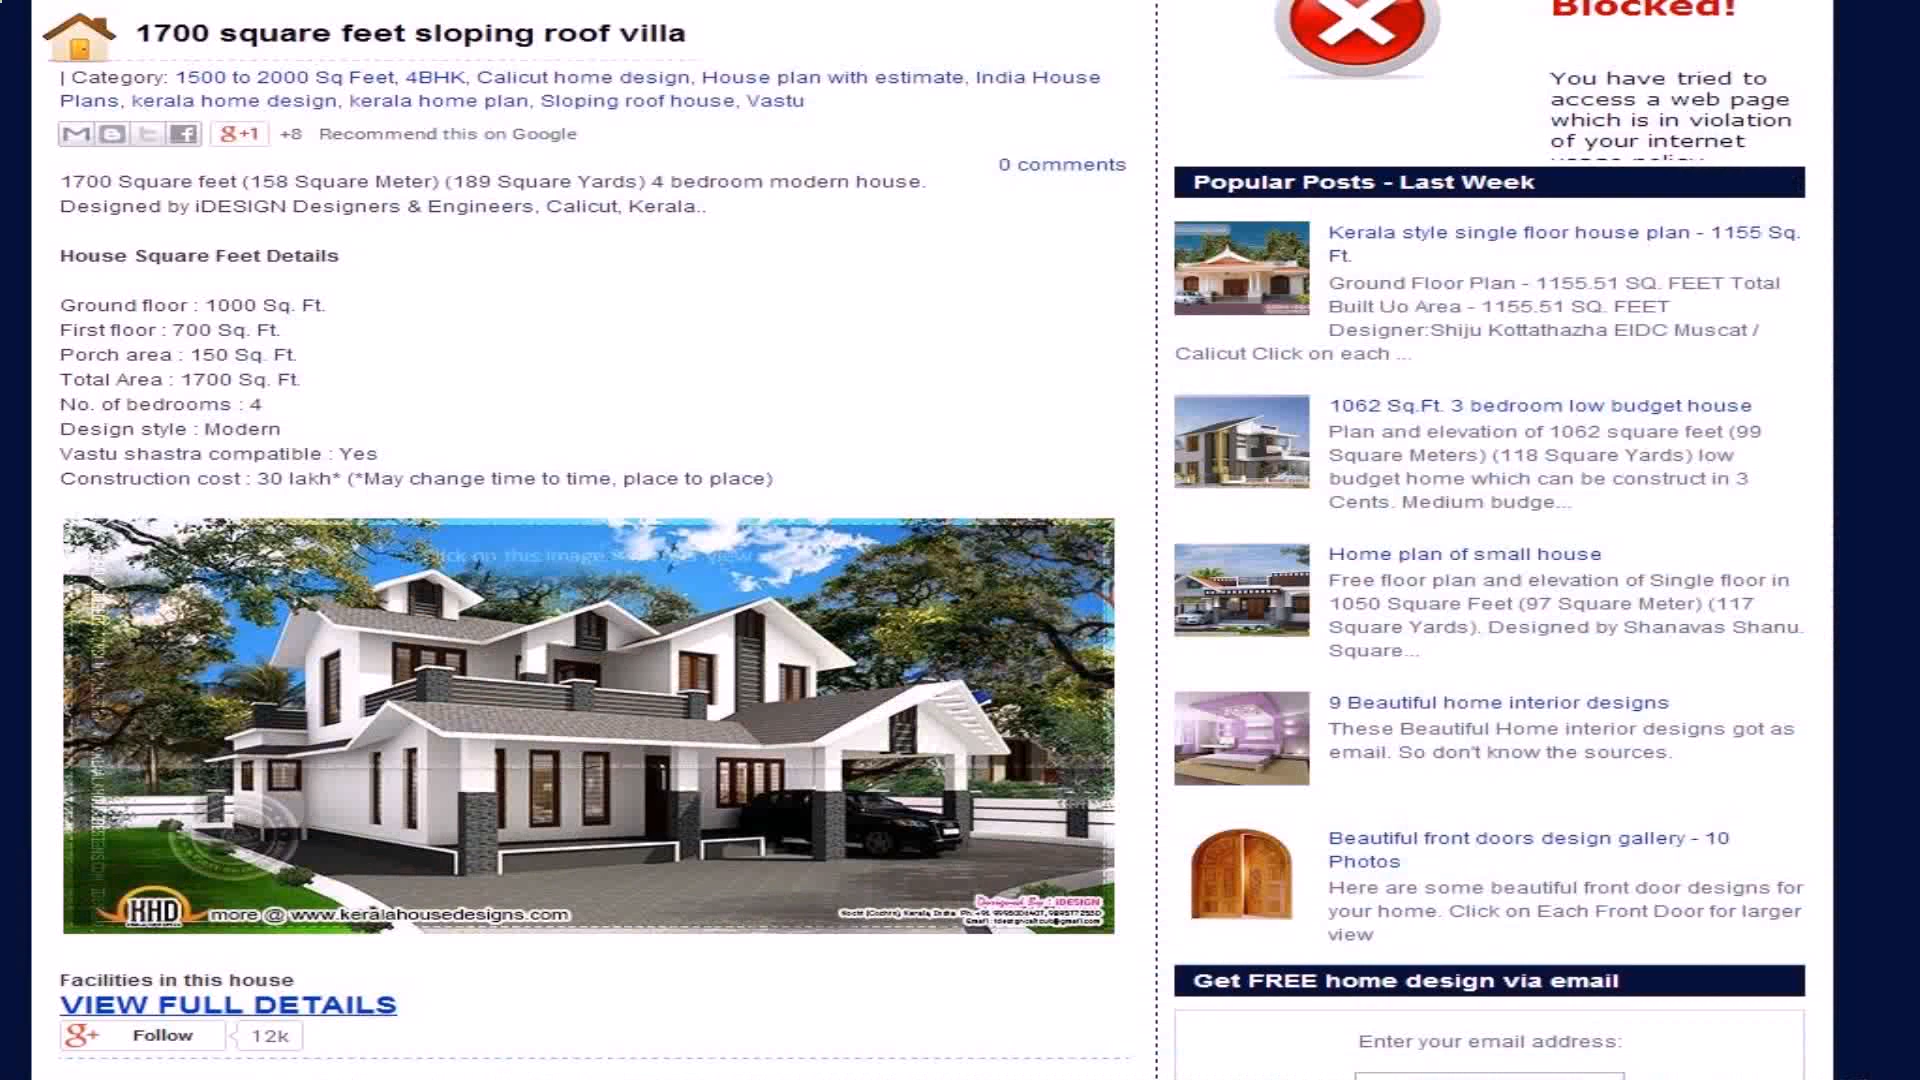 1700 square feet sloping roof villa
| Category: 1500 to 2000 Sq Feet, 4BHK, Calicut home design, House plan with estimate, India House
Plans, kerala home design, kerala home plan, Sloping roof house, Vastu
g+1 +8 Recommend this on Google
0 comments
1700 Square feet (158 Square Meter) (189 Square Yards) 4 bedroom modern house.
Designed by iDESIGN Designers & Engineers, Calicut, Kerala..
House Square Feet Details
Ground floor : 1000 Sq. Ft.
First floor : 700 Sq. Ft.
Porch area : 150 Sq. Ft.
Total Area : 1700 Sq. Ft.
No. of bedrooms : 4
Design style : Modern
Vastu shastra compatible : Yes
Construction cost : 30 lakh* (*May change time to time, place to place)
KHD more @ www.keralahousedesigns.com
Designed By : iDESIGN
Facilities in this house
VIEW FULL DETAILS
g+ Follow 12k
Blocked!
You have tried to
access a web page
which is in violation
of your internet
Popular Posts - Last Week
Kerala style single floor house plan - 1155 Sq.
Ft.
Ground Floor Plan - 1155.51 SQ. FEET Total
Built Uo Area - 1155.51 SQ. FEET
Designer:Shiju Kottathazha EIDC Muscat /
Calicut Click on each ...
1062 Sq.Ft. 3 bedroom low budget house
Plan and elevation of 1062 square feet (99
Square Meters) (118 Square Yards) low
budget home which can be construct in 3
Cents. Medium budge...
Home plan of small house
Free floor plan and elevation of Single floor in
1050 Square Feet (97 Square Meter) (117
Square Yards). Designed by Shanavas Shanu.
Square...
9 Beautiful home interior designs
These Beautiful Home interior designs got as
email. So don't know the sources.
Beautiful front doors design gallery - 10
Photos
Here are some beautiful front door designs for
your home. Click on Each Front Door for larger
view
Get FREE home design via email
Enter your email address: